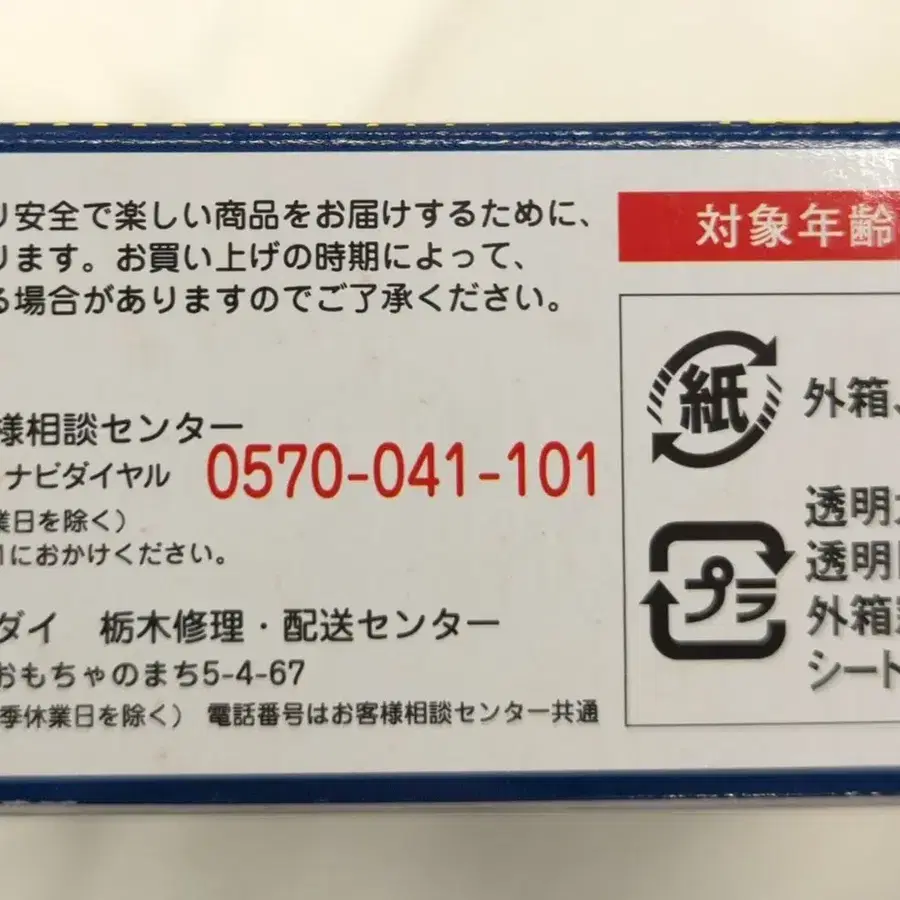 り安全で楽しい商品をお届けするために、
ります。お買い上げの時期によって、
る場合がありますのでご了承ください。
様相談センター
ナビダイヤル 0570-041-101
業日を除く）
におかけください。
ダイ 栃木修理・配送センター
おもちゃのまち5-4-67
季休業日を除く） 電話番号はお客様相談センター共通
対象年齢
紙
外箱、
プラ
透明
透明
外箱
シート